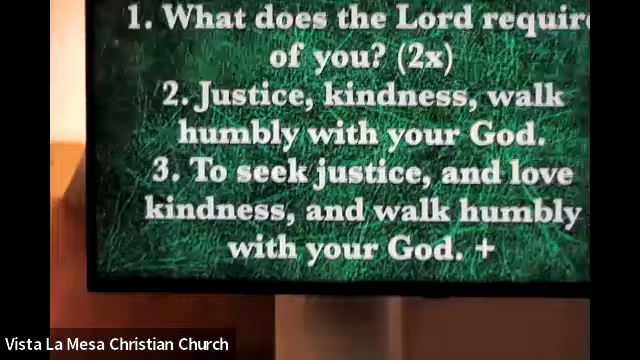 1. What does the Lord requir
of you? (2x)
2. Justice, kindness, walk
humbly with your God.
3. To seek justice, and love
kindness, and walk humbly
with your God. +
Vista La Mesa Christian Church